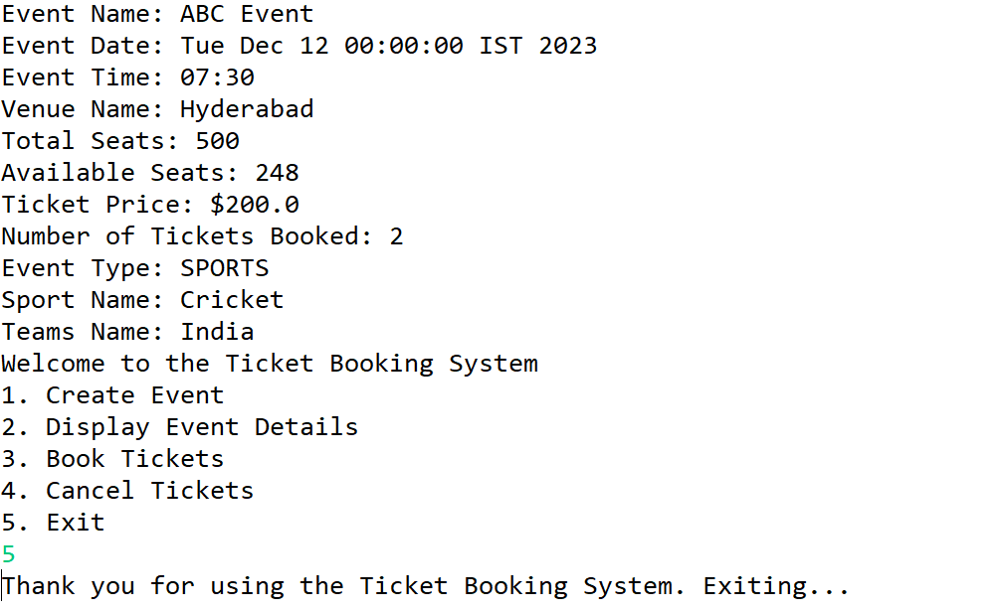 Event Name: ABC Event
Event Date: Tue Dec 12 00:00:00 IST 2023
Event Time: 07:30
Venue Name: Hyderabad
Total Seats: 500
Available Seats: 248
Ticket Price: $200.0
Number of Tickets Booked: 2
Event Type: SPORTS
Sport Name: Cricket
Teams Name: India
Welcome to the Ticket Booking System
1. Create Event
2. Display Event Details
3. Book Tickets
4. Cancel Tickets
5. Exit
5
Thank you for using the Ticket Booking System. Exiting...